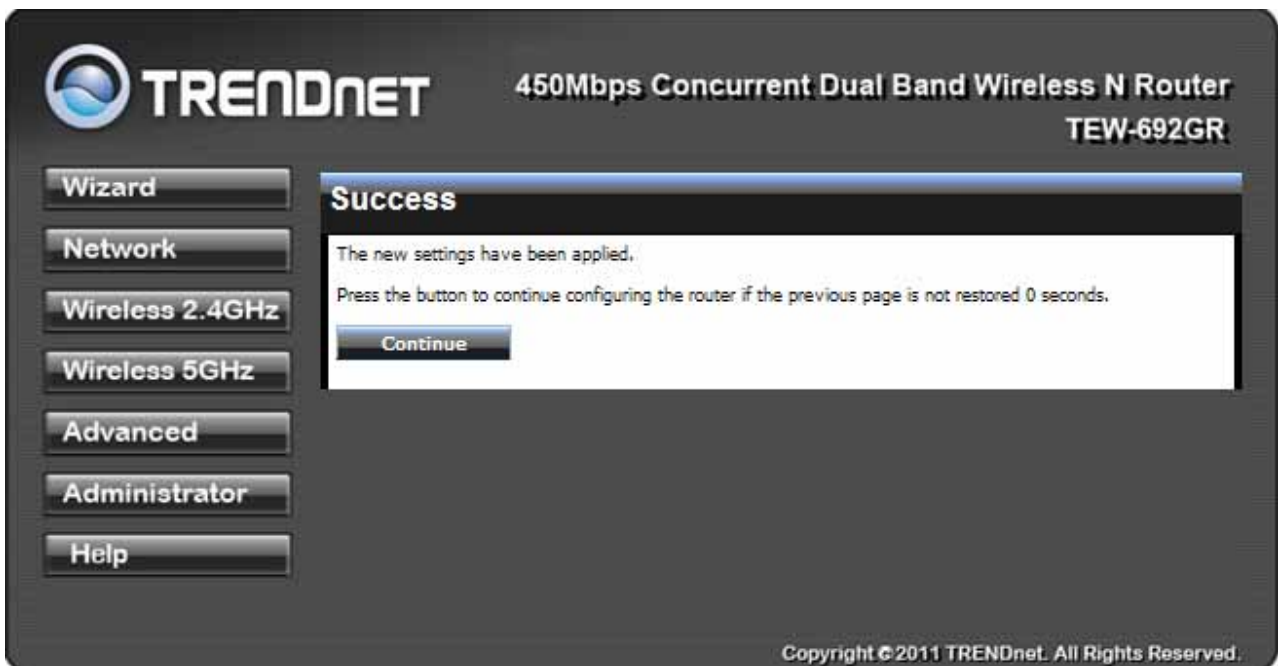 TRENDNET
450Mbps Concurrent Dual Band Wireless N Router
TEW-692GR
Wizard
Network
Wireless 2.4GHz
Wireless 5GHz
Advanced
Administrator
Help
Success
The new settings have been applied.
Press the button to continue configuring the router if the previous page is not restored 0 seconds.
Continue
Copyright © 2011 TRENDnet. All Rights Reserved.